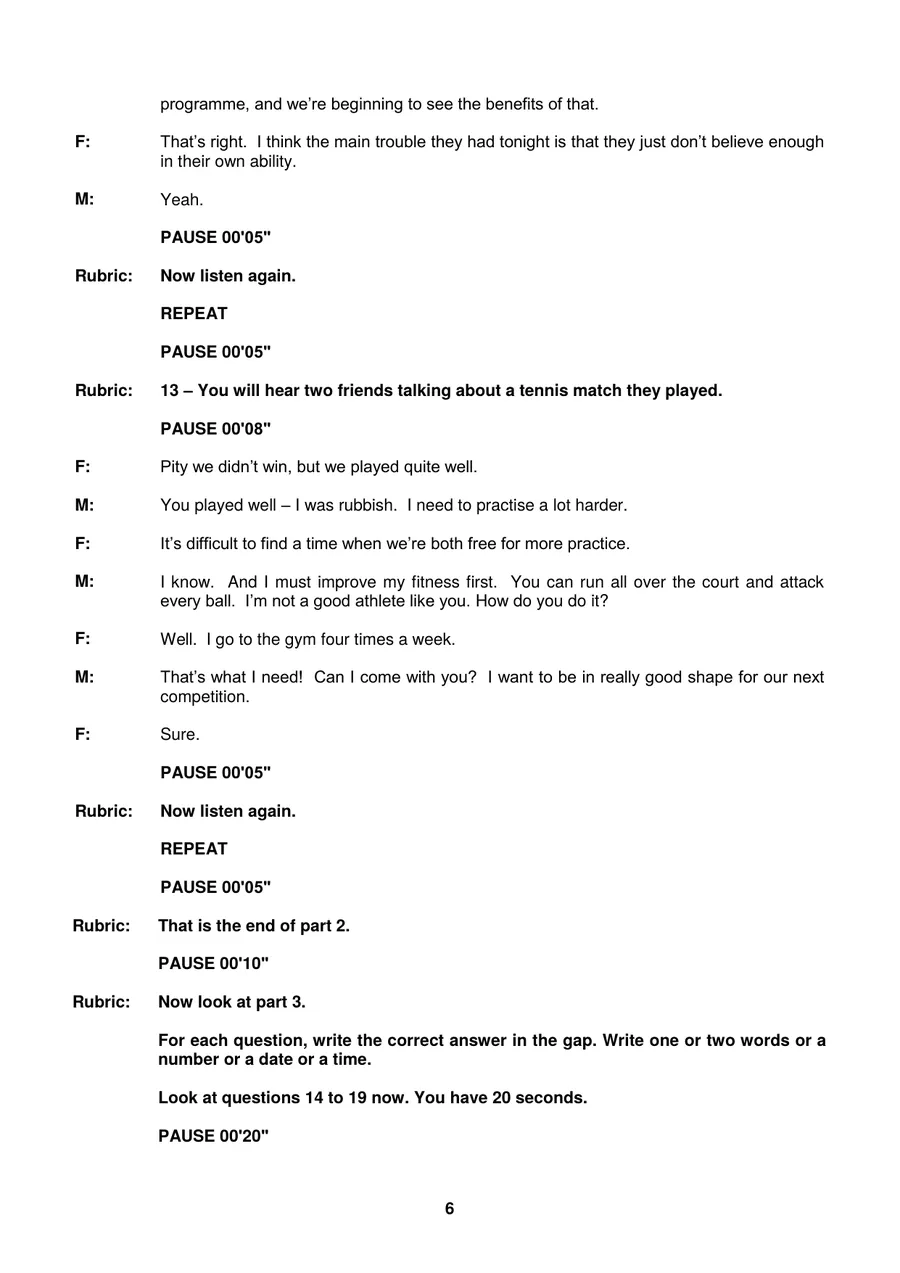 programme, and we’re beginning to see the benefits of that.
F: That’s right. I think the main trouble they had tonight is that they just don’t believe enough
in their own ability.
M: Yeah.
PAUSE 00'05"
Rubric: Now listen again.
REPEAT
PAUSE 00'05"
Rubric: 13 – You will hear two friends talking about a tennis match they played.
PAUSE 00'08"
F: Pity we didn’t win, but we played quite well.
M: You played well – I was rubbish. I need to practise a lot harder.
F: It’s difficult to find a time when we’re both free for more practice.
M: I know. And I must improve my fitness first. You can run all over the court and attack
every ball. I’m not a good athlete like you. How do you do it?
F: Well. I go to the gym four times a week.
M: That’s what I need! Can I come with you? I want to be in really good shape for our next
competition.
F: Sure.
PAUSE 00'05"
Rubric: Now listen again.
REPEAT
PAUSE 00'05"
Rubric: That is the end of part 2.
PAUSE 00'10"
Rubric: Now look at part 3.
For each question, write the correct answer in the gap. Write one or two words or a
number or a date or a time.
Look at questions 14 to 19 now. You have 20 seconds.
PAUSE 00'20"
6